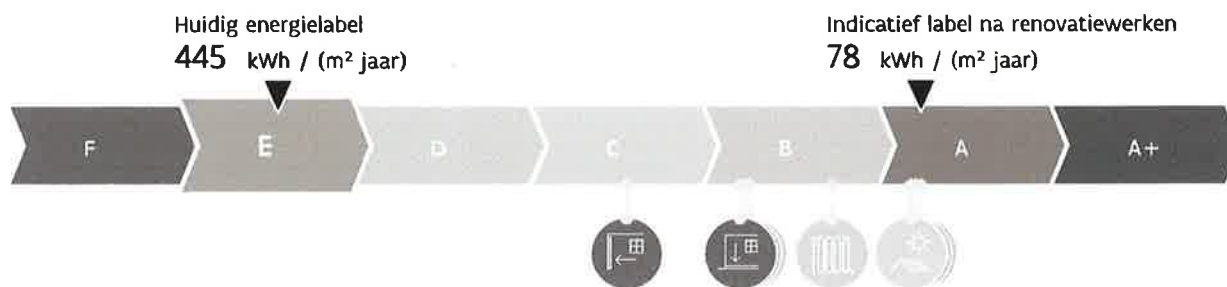 Huidig energielabel
445 kWh / (m² jaar)
Indicatief label na renovatiewerken
78 kWh / (m² jaar)
F E D C B A A+